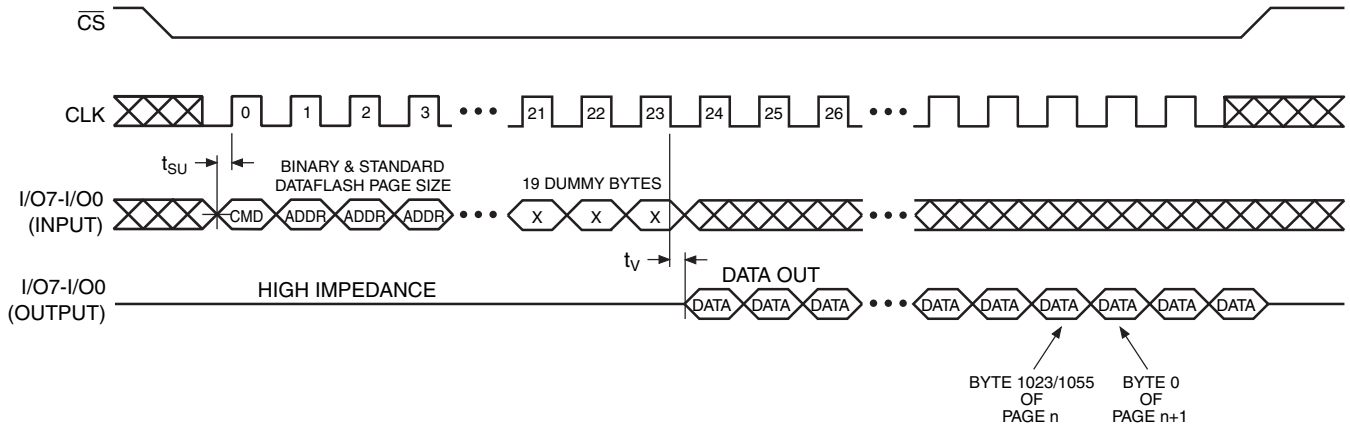 CS
CLK
0 1 2 3 ••• 21 22 23 24 25 26 •••
tSU
BINARY & STANDARD
DATAFLASH PAGE SIZE
19 DUMMY BYTES
I/O7-I/O0
(INPUT)
CMD ADDR ADDR ADDR ••• X X X •••
tV
DATA OUT
I/O7-I/O0
(OUTPUT)
HIGH IMPEDANCE
DATA DATA DATA ••• DATA DATA DATA DATA DATA DATA
BYTE 1023/1055
OF
PAGE n
BYTE 0
OF
PAGE n+1